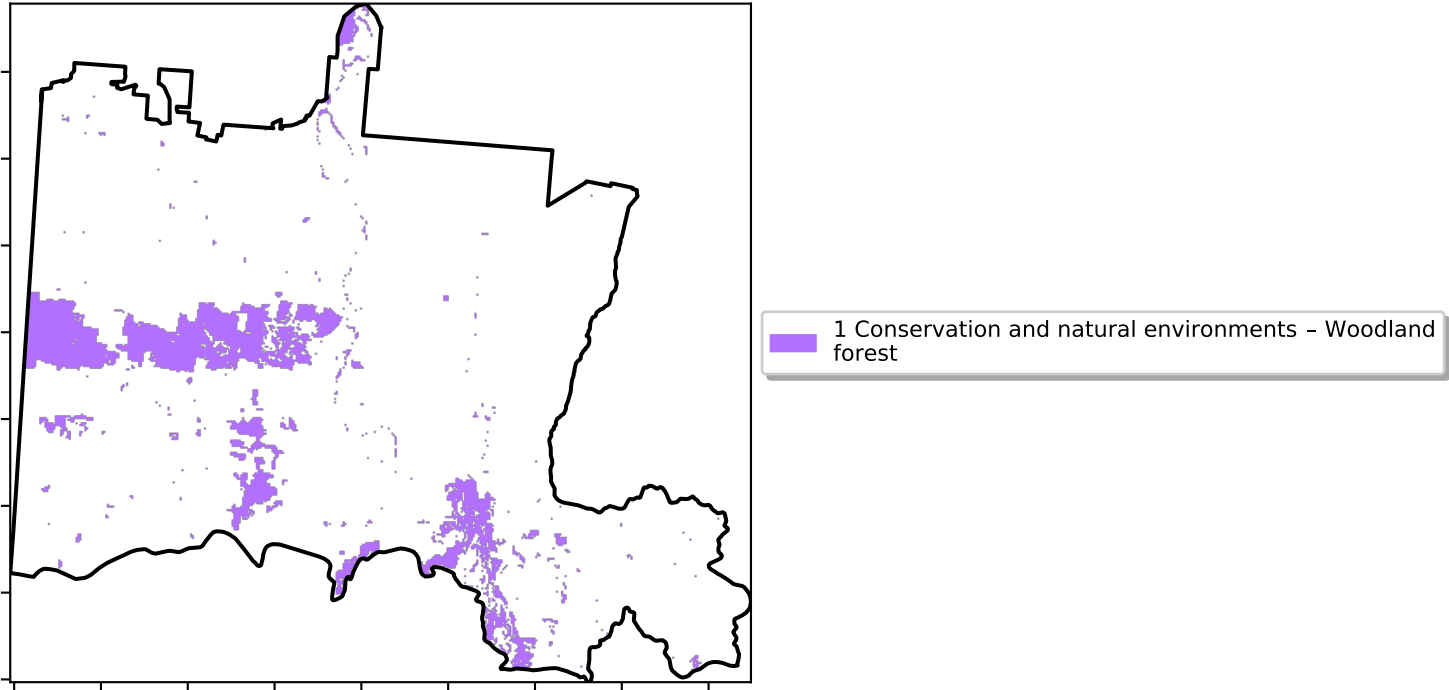 1 Conservation and natural environments – Woodland
forest